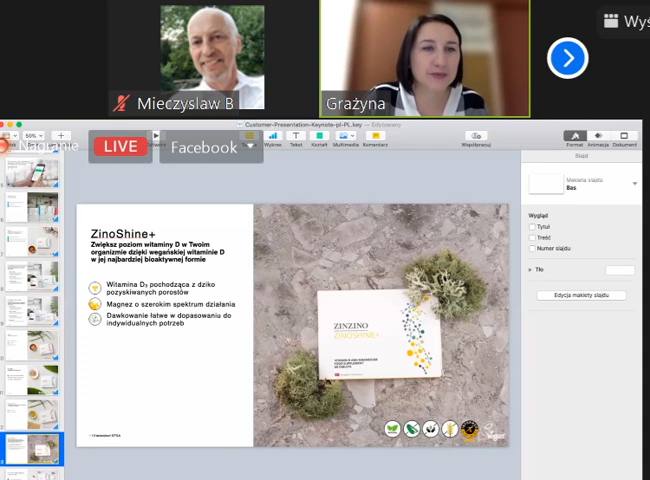 Wyś
Mieczyslaw B
Grażyna
Customer-Presentation-Keynote-pl-PL.key — Edytowany
50%
Wykres
Tekst
Kształt
Multimedia
Komentarz
Współpracuj
Format
Animacja
Dokument
Nagranie
LIVE
Facebook
Slajd
Makieta slajdu
Bas
Wygląd
Tytuł
Treść
Numer slajdu
Tło
Edycja makiety slajdu
ZinoShine+
Zwiększ poziom witaminy D w Twoim
organizmie dzięki wegańskiej witaminie D
w jej najbardziej bioaktywnej formie
Witamina D₃ pochodząca z dziko
pozyskiwanych porostów
Magnez o szerokim spektrum działania
Dawkowanie łatwe w dopasowaniu do
indywidualnych potrzeb
ZINZINO
ZINOSHINE+
Vegan